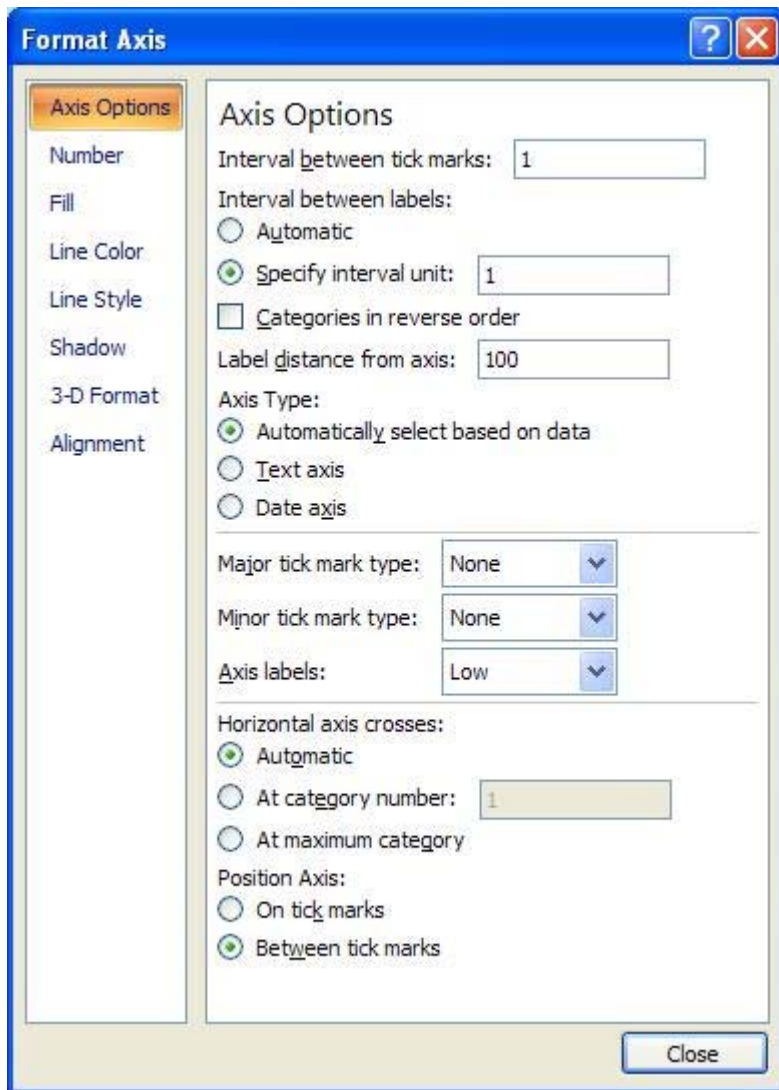 Format Axis
?
Axis Options
Number
Fill
Line Color
Line Style
Shadow
3-D Format
Alignment
Axis Options
Interval between tick marks: 1
Interval between labels:
Automatic
Specify interval unit: 1
Categories in reverse order
Label distance from axis: 100
Axis Type:
Automatically select based on data
Text axis
Date axis
Major tick mark type: None
Minor tick mark type: None
Axis labels: Low
Horizontal axis crosses:
Automatic
At category number: 1
At maximum category
Position Axis:
On tick marks
Between tick marks
Close